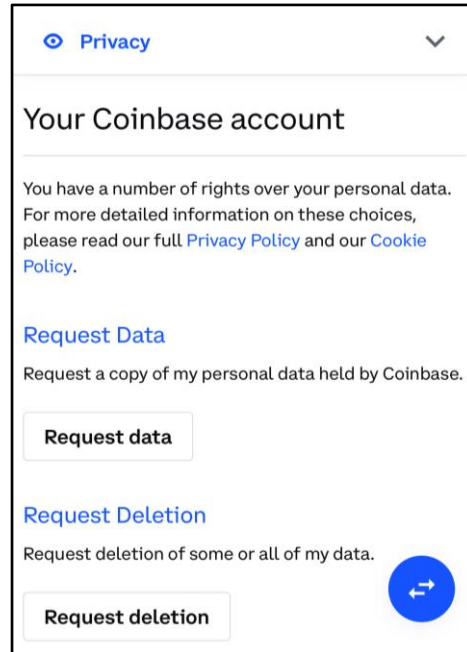 Privacy
Your Coinbase account
You have a number of rights over your personal data.
For more detailed information on these choices,
please read our full Privacy Policy and our Cookie
Policy.
Request Data
Request a copy of my personal data held by Coinbase.
Request data
Request Deletion
Request deletion of some or all of my data.
Request deletion